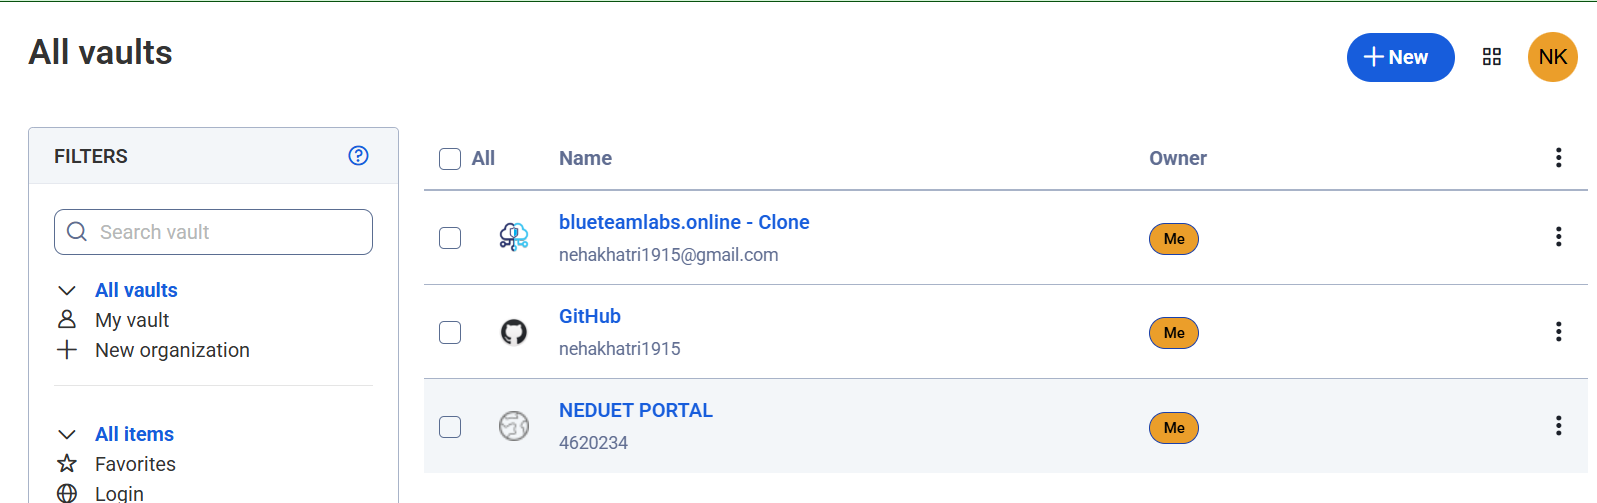 All vaults
New
NK
FILTERS
Search vault
All vaults
My vault
New organization
All items
Favorites
Login
All Name Owner
blueteamlabs.online - Clone
nehakhatri1915@gmail.com
Me
GitHub
nehakhatri1915
Me
NEDUET PORTAL
4620234
Me